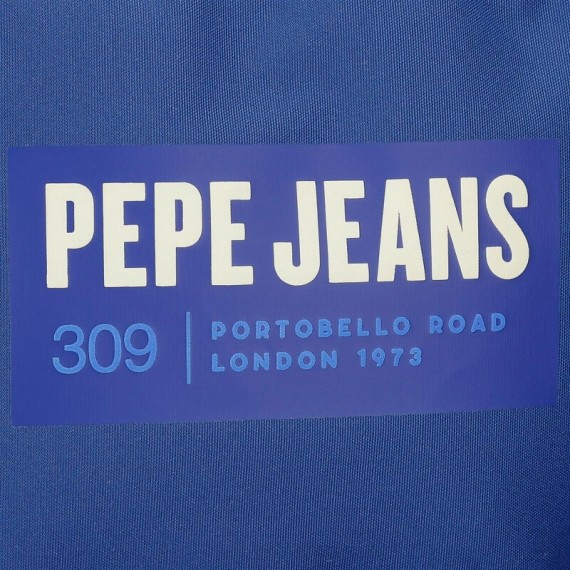 PEPE JEANS
309
PORTOBELLO ROAD
LONDON 1973